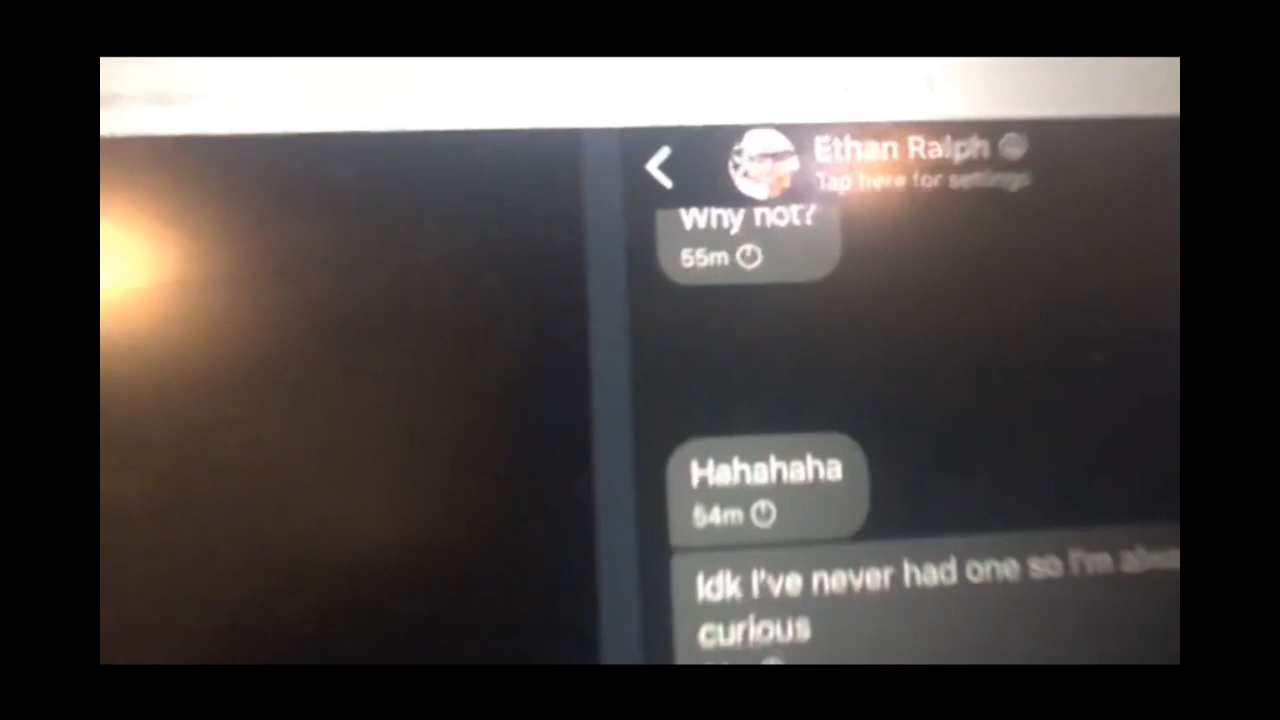 Ethan Ralph
Tap here for settings
Why not?
55m
Hahahaha
54m
Idk I've never had one so I'm
curious